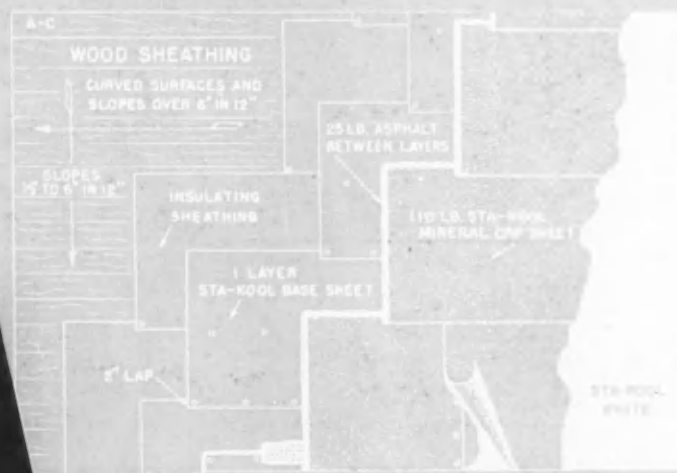 A-C
WOOD SHEATHING
CURVED SURFACES AND
SLOPES OVER 6" IN 12"
25 LB. ASPHALT
BETWEEN LAYERS
SLOPES
½" TO 6" IN 12"
INSULATING
SHEATHING
110 LB. STA-KOOL
MINERAL CAP SHEET
1 LAYER
STA-KOOL BASE SHEET
2" LAP
STA-KOOL
WHITE